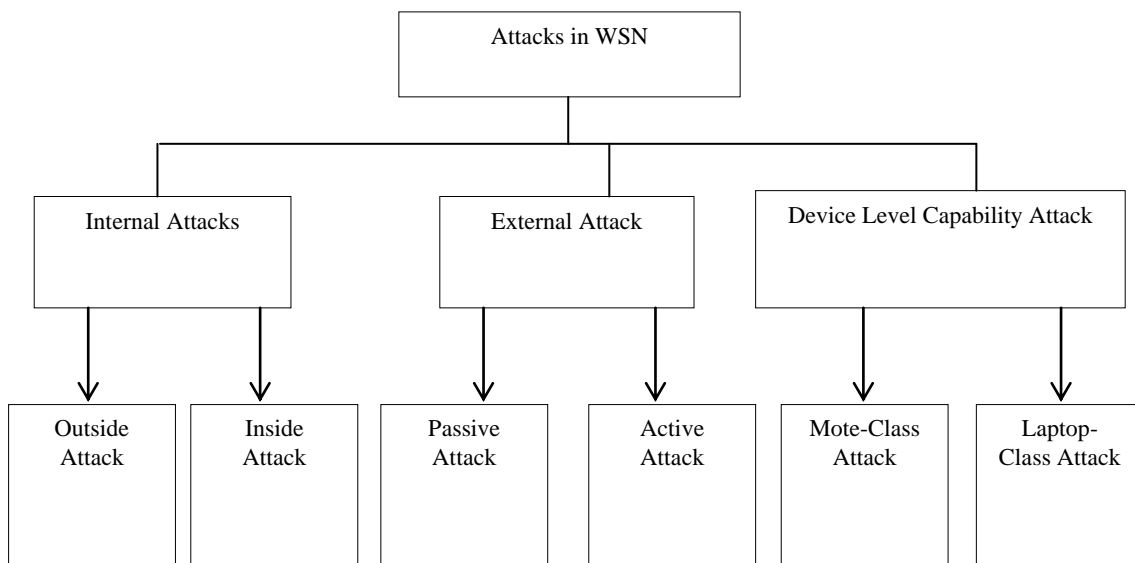 Attacks in WSN
Internal Attacks
External Attack
Device Level Capability Attack
Outside
Attack
Inside
Attack
Passive
Attack
Active
Attack
Mote-Class
Attack
Laptop-
Class Attack